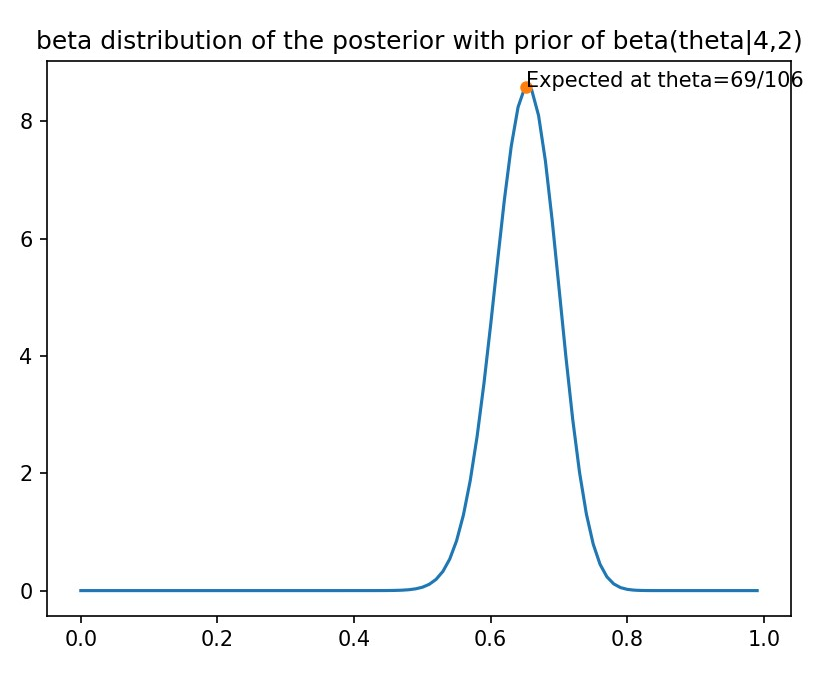 beta distribution of the posterior with prior of beta(theta|4,2)
Expected at theta=69/106
8
6
4
2
0
0.0 0.2 0.4 0.6 0.8 1.0